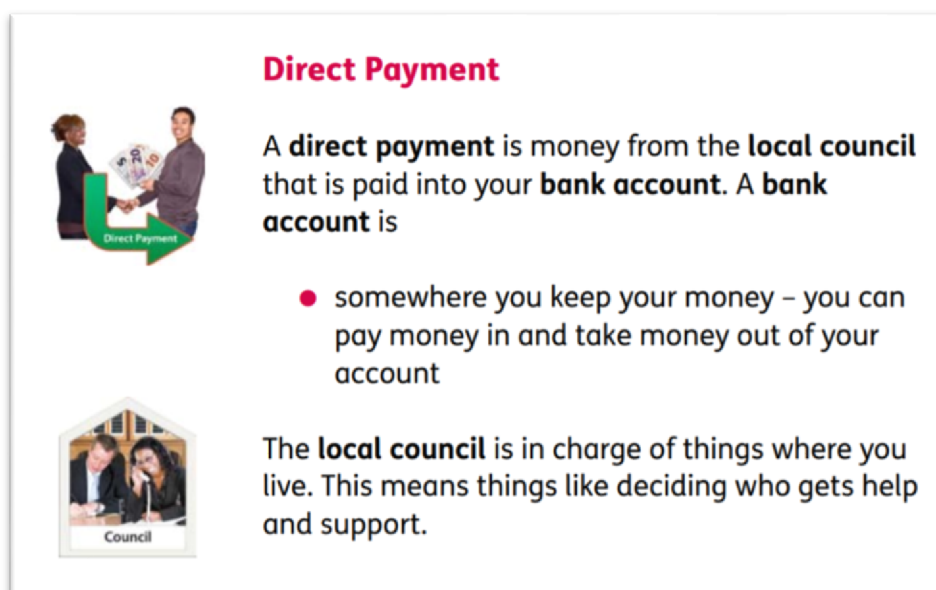 Direct Payment
A direct payment is money from the local council
that is paid into your bank account. A bank
account is
5 20 10
Direct Payment
● somewhere you keep your money – you can
pay money in and take money out of your
account
The local council is in charge of things where you
live. This means things like deciding who gets help
and support.
Council